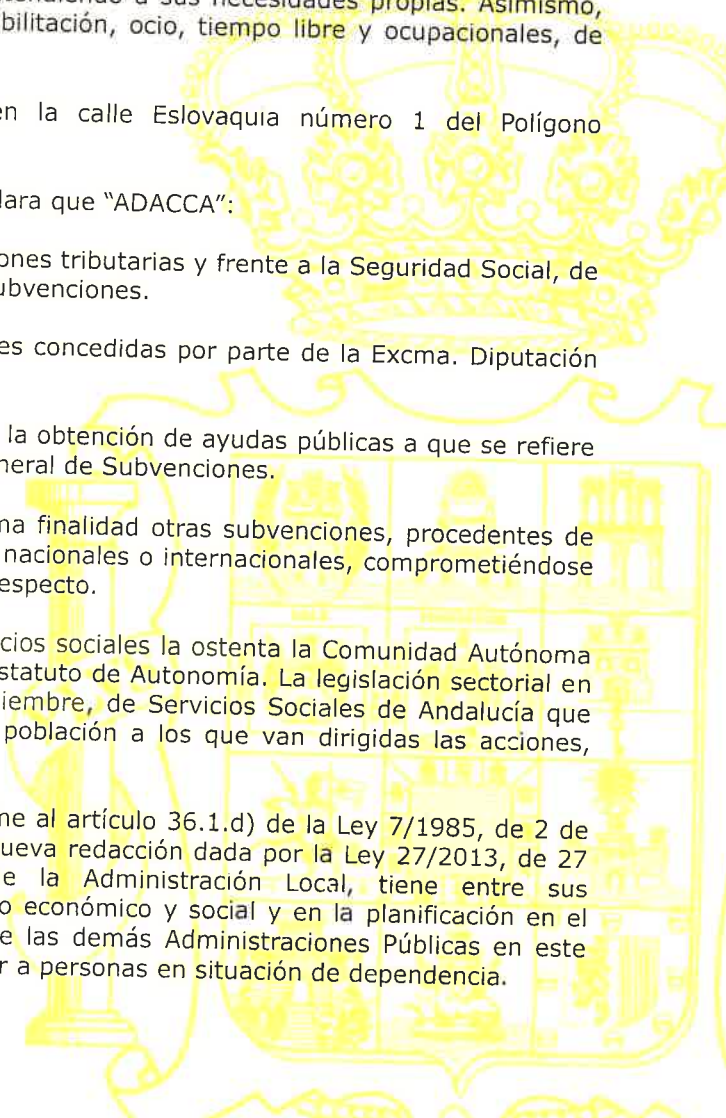 endiendo a sus necesidades propias. Asimismo,
bilitación, ocio, tiempo libre y ocupacionales, de
en la calle Eslovaquia número 1 del Polígono
lara que "ADACCA":
ones tributarias y frente a la Seguridad Social, de
ubvenciones.
es concedidas por parte de la Excma. Diputación
la obtención de ayudas públicas a que se refiere
neral de Subvenciones.
ma finalidad otras subvenciones, procedentes de
nacionales o internacionales, comprometiéndose
especto.
cios sociales la ostenta la Comunidad Autónoma
statuto de Autonomía. La legislación sectorial en
iembre, de Servicios Sociales de Andalucía que
población a los que van dirigidas las acciones,
me al artículo 36.1.d) de la Ley 7/1985, de 2 de
ueva redacción dada por la Ley 27/2013, de 27
e la Administración Local, tiene entre sus
o económico y social y en la planificación en el
e las demás Administraciones Públicas en este
r a personas en situación de dependencia.